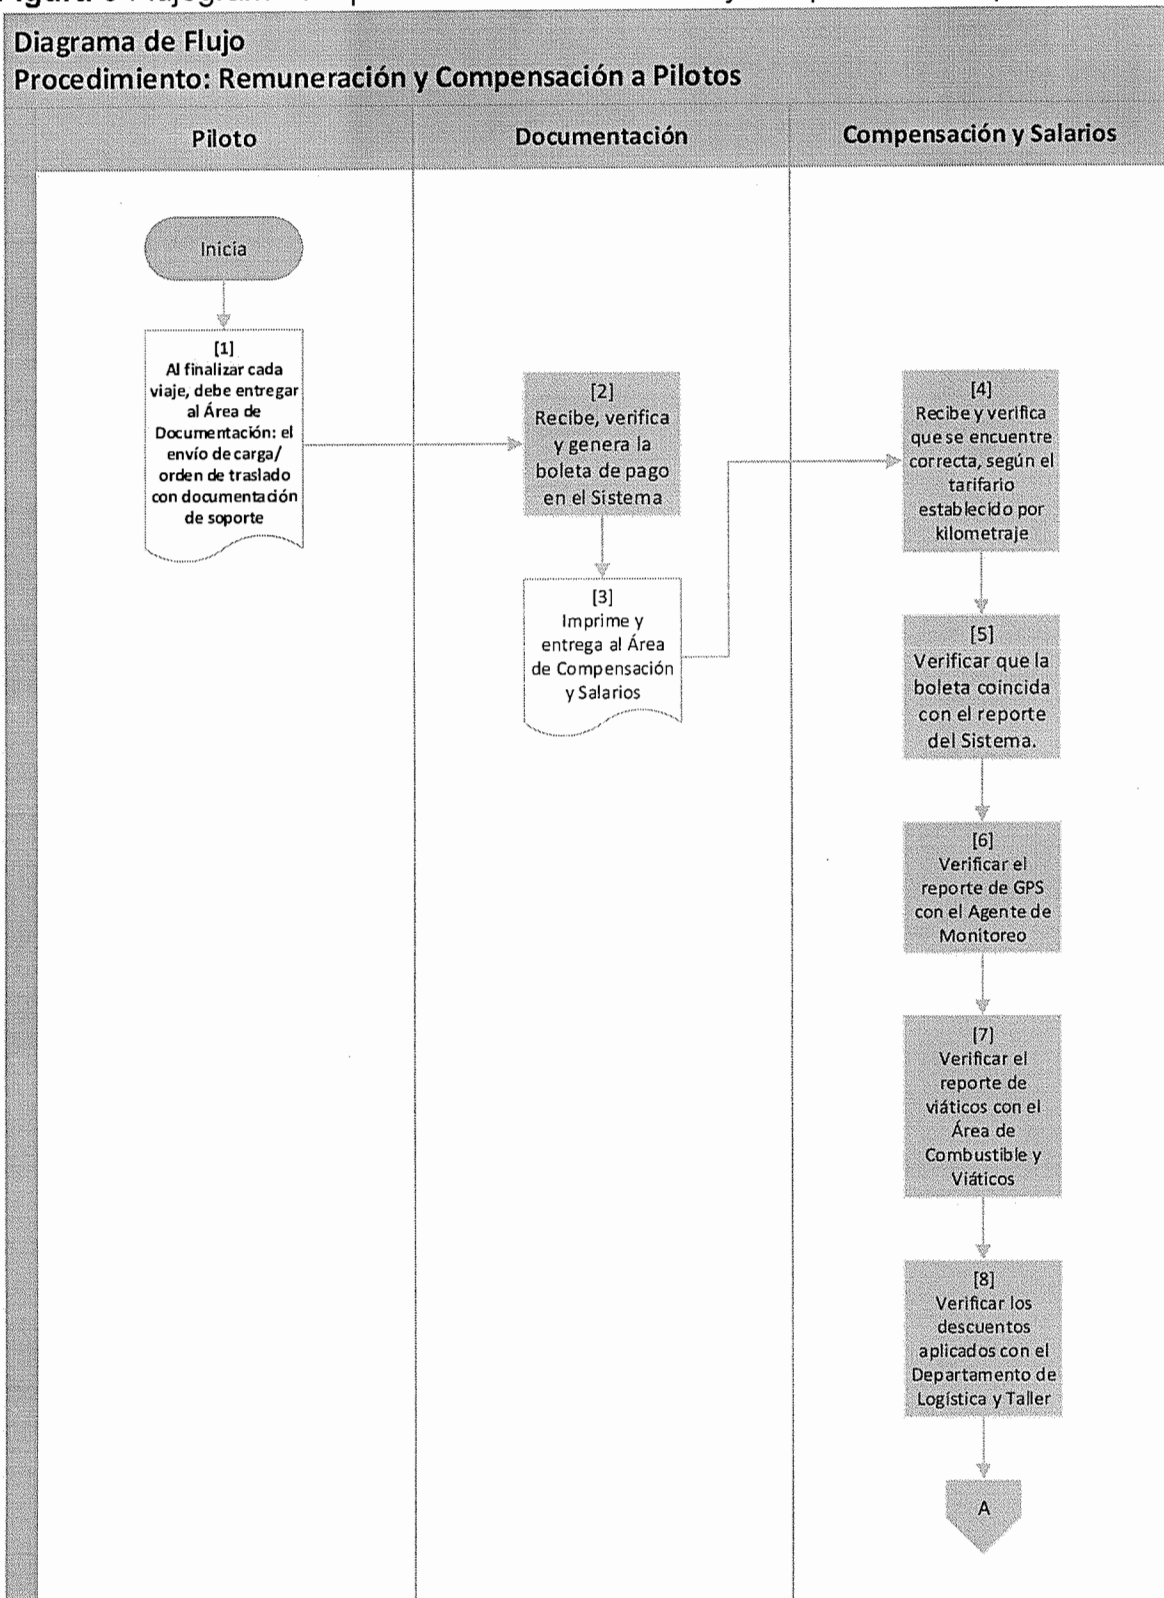 Diagrama de Flujo
Procedimiento: Remuneración y Compensación a Pilotos
Piloto
Documentación
Compensación y Salarios
Inicia
[1]
Al finalizar cada
viaje, debe entregar
al Área de
Documentación: el
envío de carga/
orden de traslado
con documentación
de soporte
[2]
Recibe, verifica
y genera la
boleta de pago
en el Sistema
[3]
Imprime y
entrega al Área
de Compensación
y Salarios
[4]
Recibe y verifica
que se encuentre
correcta, según el
tarifario
establecido por
kilometraje
[5]
Verificar que la
boleta coincida
con el reporte
del Sistema.
[6]
Verificar el
reporte de GPS
con el Agente de
Monitoreo
[7]
Verificar el
reporte de
viáticos con el
Área de
Combustible y
Viáticos
[8]
Verificar los
descuentos
aplicados con el
Departamento de
Logística y Taller
A